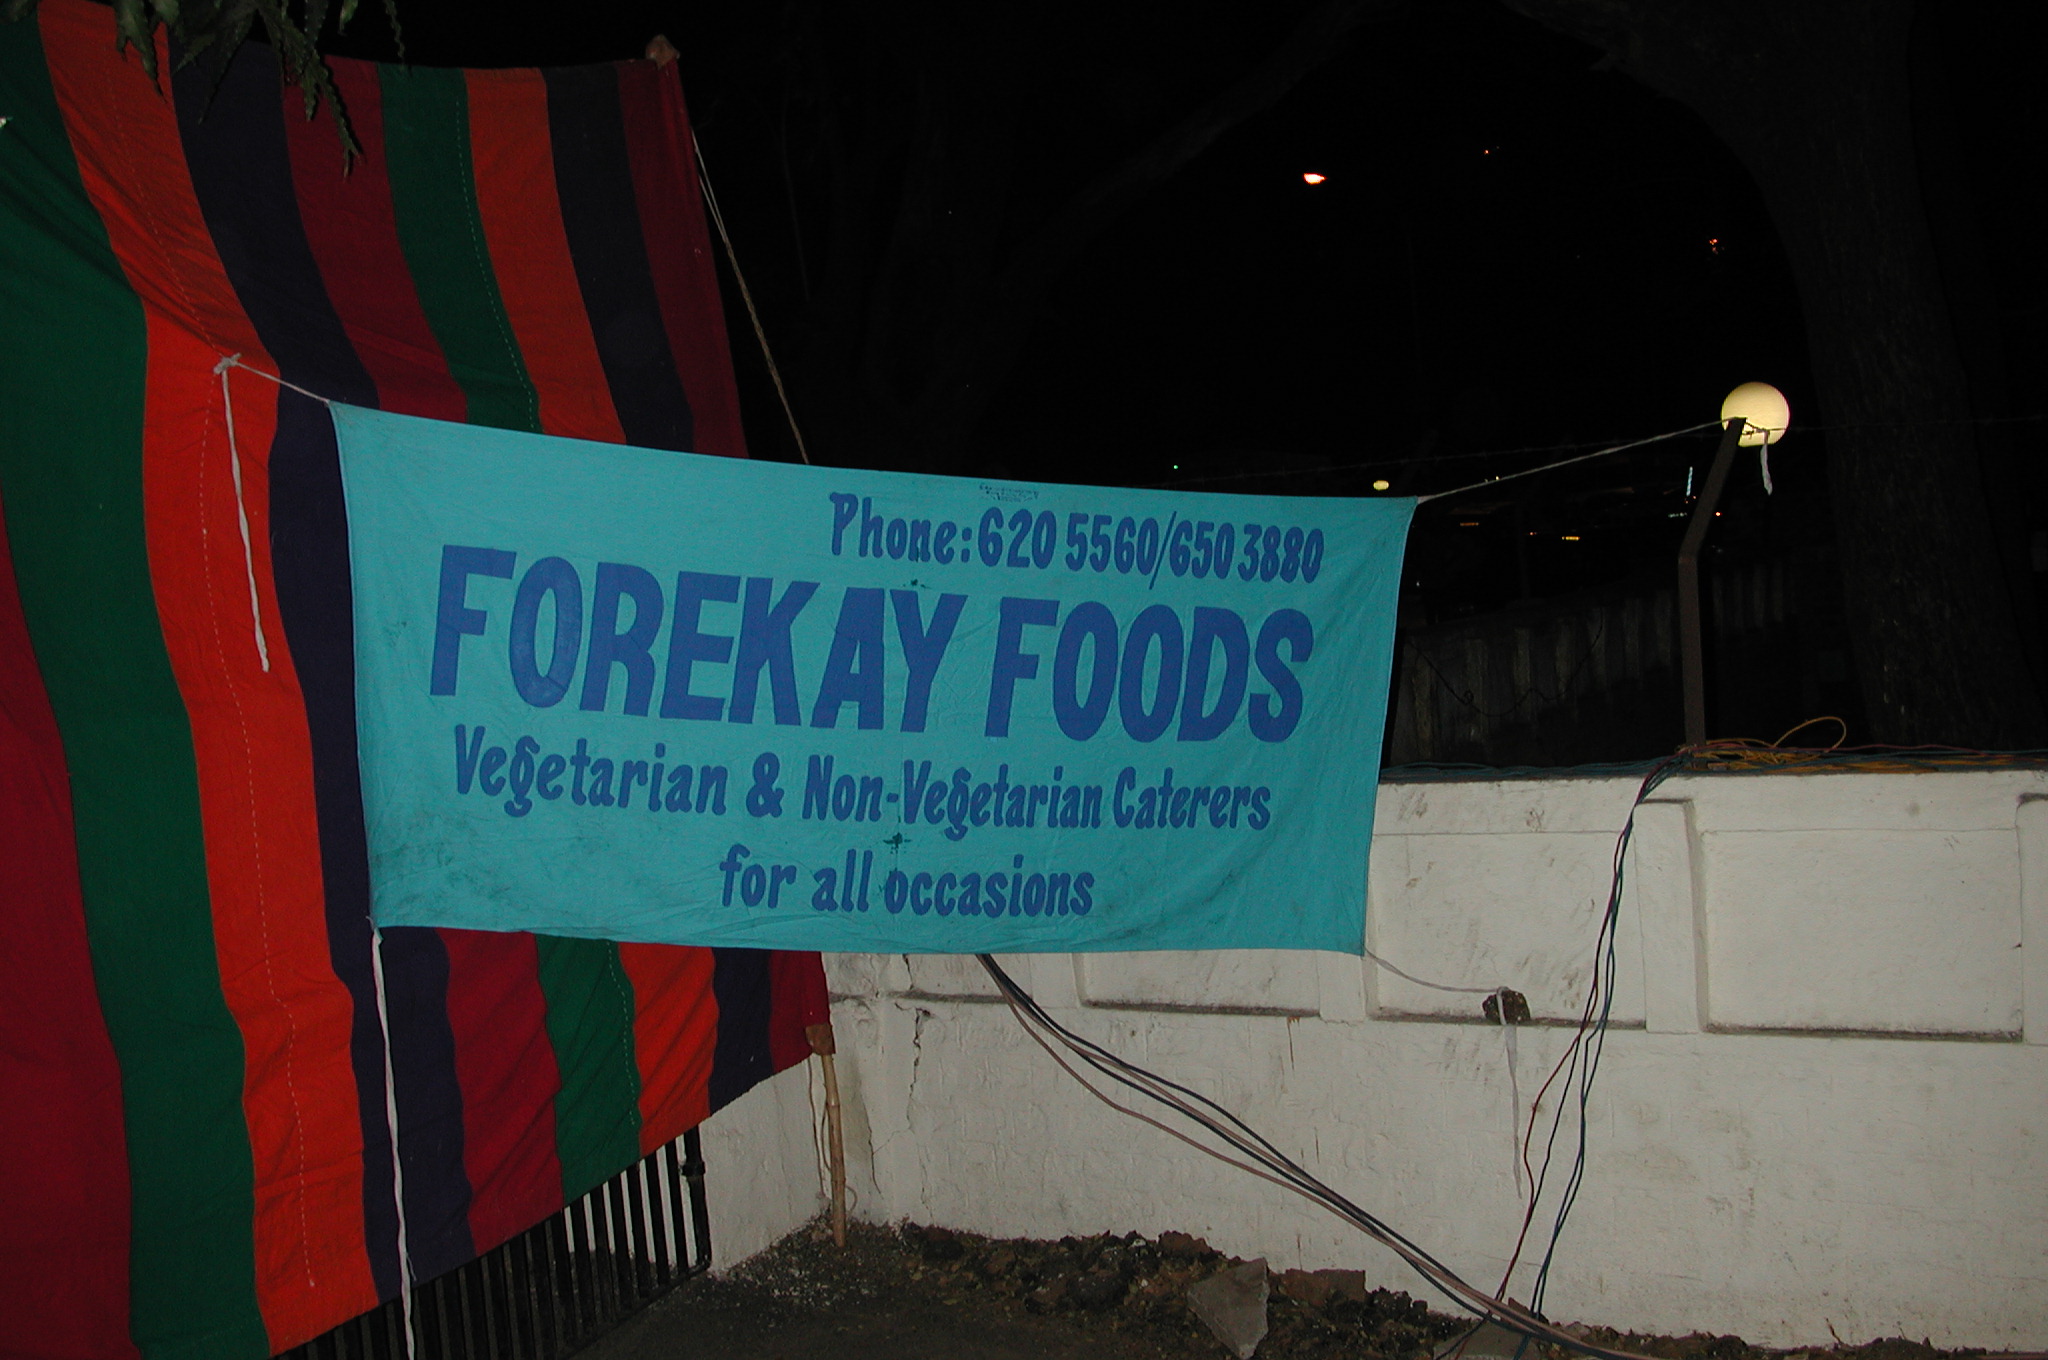 Phone:620 5560/650 3880
FOREKAY FOODS
Vegetarian & Non-Vegetarian Caterers
for all occasions